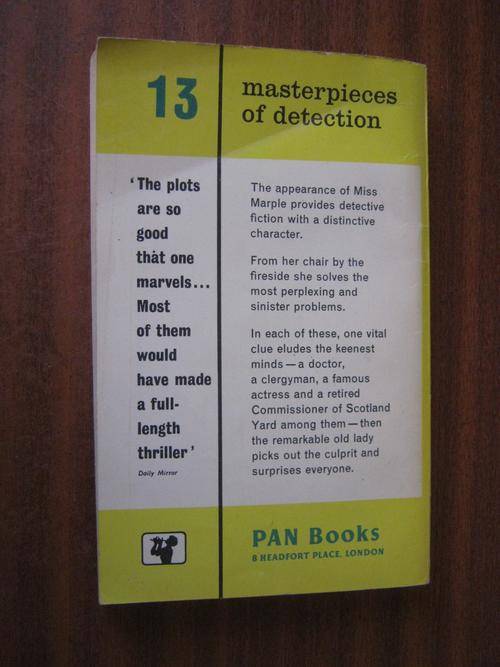 13
masterpieces
of detection
‘The plots
are so
good
that one
marvels...
Most
of them
would
have made
a full-
length
thriller’
Daily Mirror
The appearance of Miss
Marple provides detective
fiction with a distinctive
character.
From her chair by the
fireside she solves the
most perplexing and
sinister problems.
In each of these, one vital
clue eludes the keenest
minds—a doctor,
a clergyman, a famous
actress and a retired
Commissioner of Scotland
Yard among them—then
the remarkable old lady
picks out the culprit and
surprises everyone.
PAN Books
8 HEADFORT PLACE, LONDON